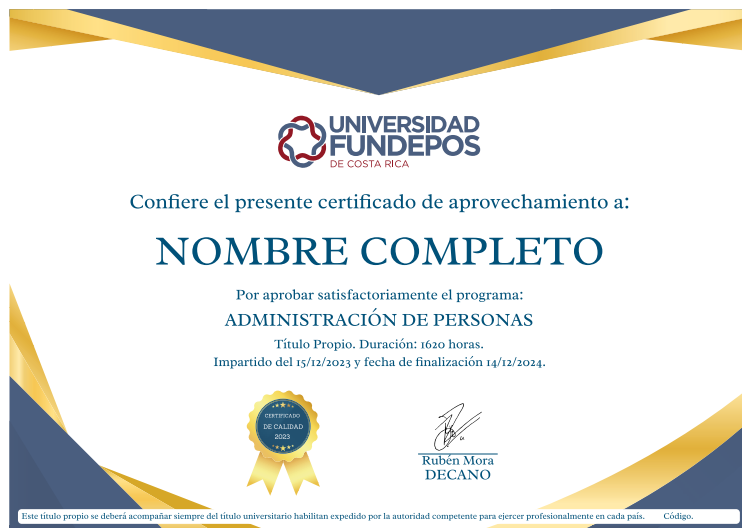 UNIVERSIDAD
FUNDEPOS
DE COSTA RICA
Confiere el presente certificado de aprovechamiento a:
NOMBRE COMPLETO
Por aprobar satisfactoriamente el programa:
ADMINISTRACIÓN DE PERSONAS
Título Propio. Duración: 1620 horas.
Impartido del 15/12/2023 y fecha de finalización 14/12/2024.
CERTIFICADO
DE CALIDAD
2023
Rubén Mora
DECANO
Este título propio se deberá acompañar siempre del título universitario habilitan expedido por la autoridad competente para ejercer profesionalmente en cada país. Código.